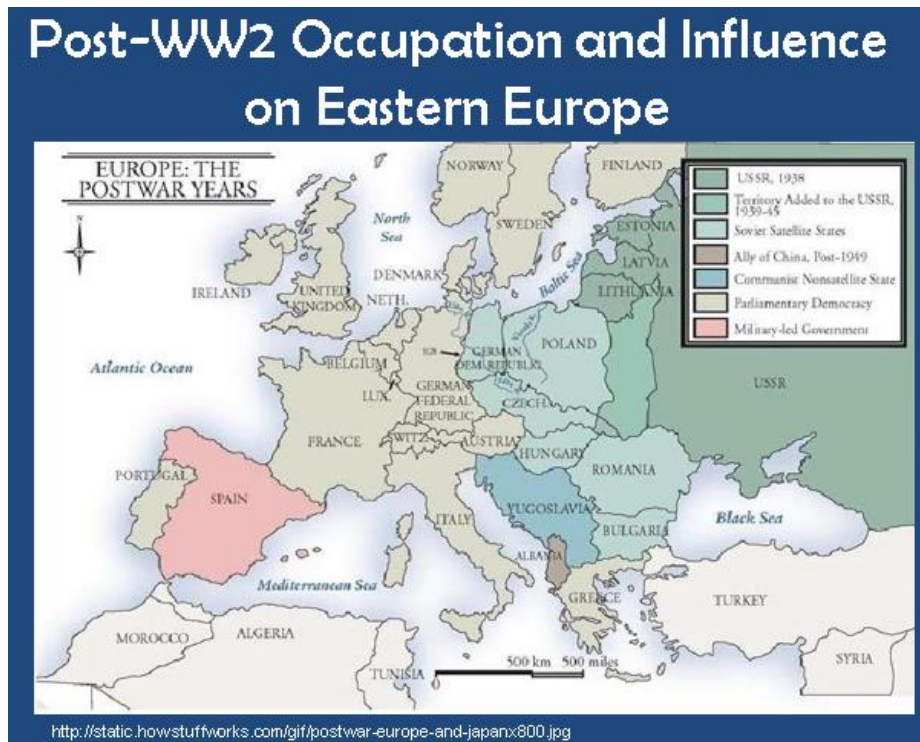 Post-WW2 Occupation and Influence
on Eastern Europe
EUROPE: THE
POSTWAR YEARS
N
NORWAY
FINLAND
SWEDEN
North
Sea
Baltic Sea
ESTONIA
LATVIA
LITHUANIA
DENMARK
IRELAND
UNITED
KINGDOM
NETH.
BELGIUM
LUX.
GERMAN
DEM. REPUBLIC
POLAND
USSR
Atlantic Ocean
GERMAN
FEDERAL
REPUBLIC
CZECH.
FRANCE
SWITZ.
AUSTRIA
HUNGARY
ROMANIA
PORTUGAL
SPAIN
ITALY
YUGOSLAVIA
BULGARIA
Black Sea
ALBANIA
GREECE
TURKEY
Mediterranean Sea
MOROCCO
ALGERIA
TUNISIA
SYRIA
0
500 km 500 miles
USSR, 1938
Territory Added to the USSR,
1939-45
Soviet Satellite States
Ally of China, Post-1949
Communist Nonsatellite State
Parliamentary Democracy
Military-led Government
http://static.howstuffworks.com/gif/postwar-europe-and-japanx800.jpg